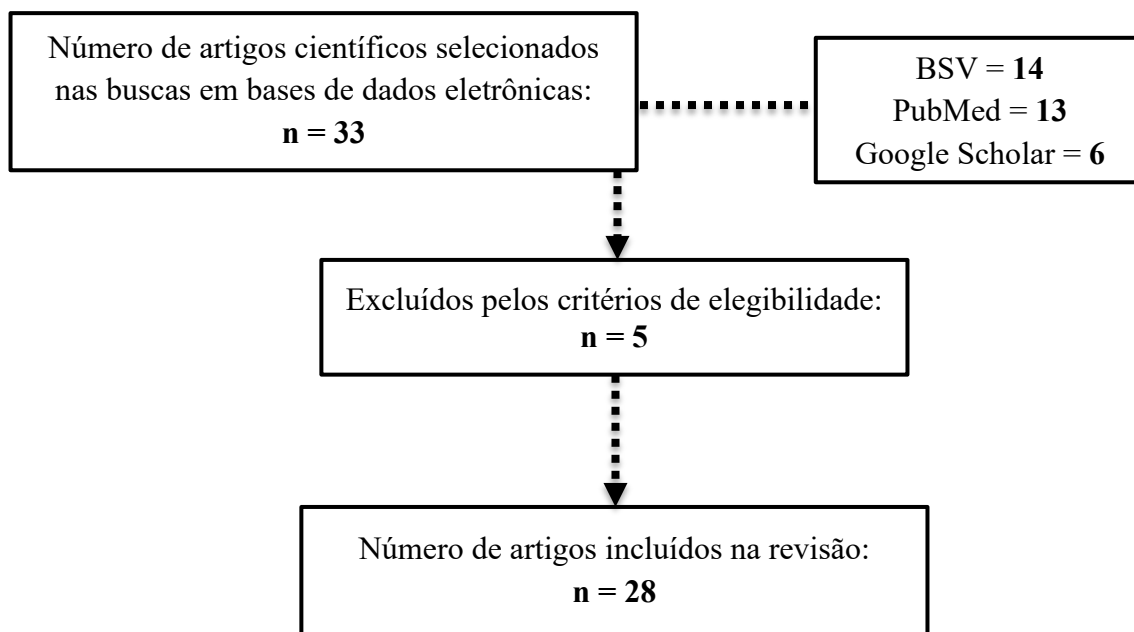 Número de artigos científicos selecionados
nas buscas em bases de dados eletrônicas:
n = 33
BSV = 14
PubMed = 13
Google Scholar = 6
Excluídos pelos critérios de elegibilidade:
n = 5
Número de artigos incluídos na revisão:
n = 28